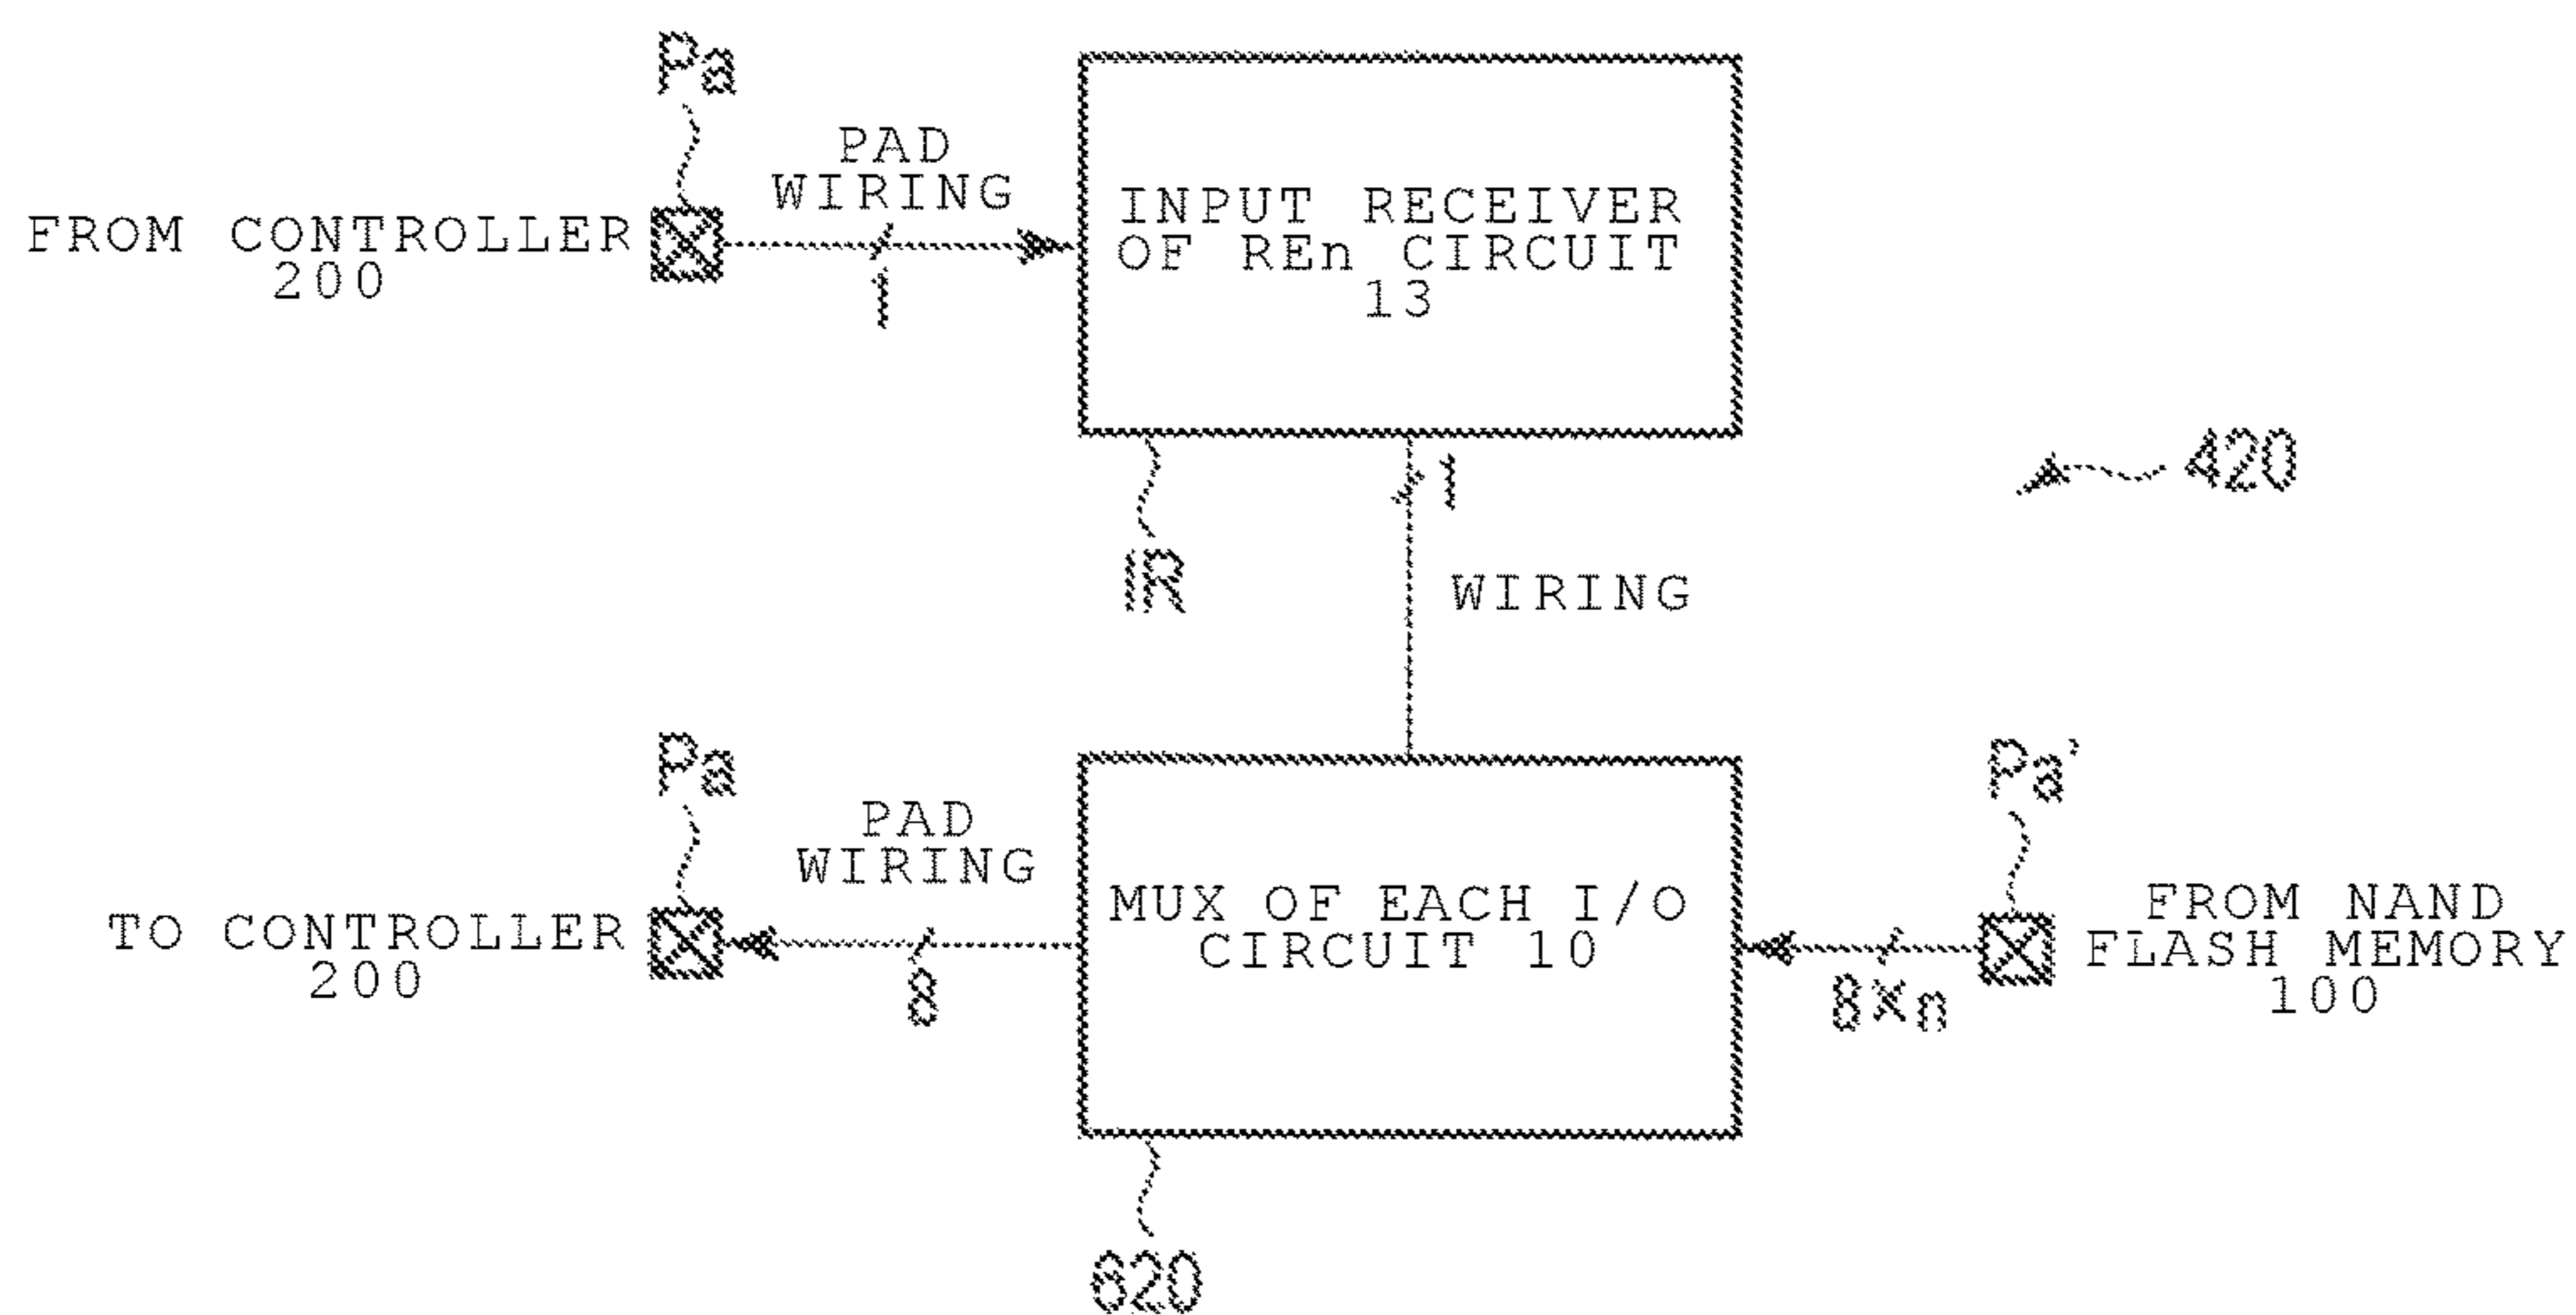 Pa
PAD
WIRING
FROM CONTROLLER
200
1
INPUT RECEIVER
OF REn CIRCUIT
13
IR
1
WIRING
420
Pa
PAD
WIRING
TO CONTROLLER
200
8
MUX OF EACH I/O
CIRCUIT 10
620
Pa'
8×n
FROM NAND
FLASH MEMORY
100